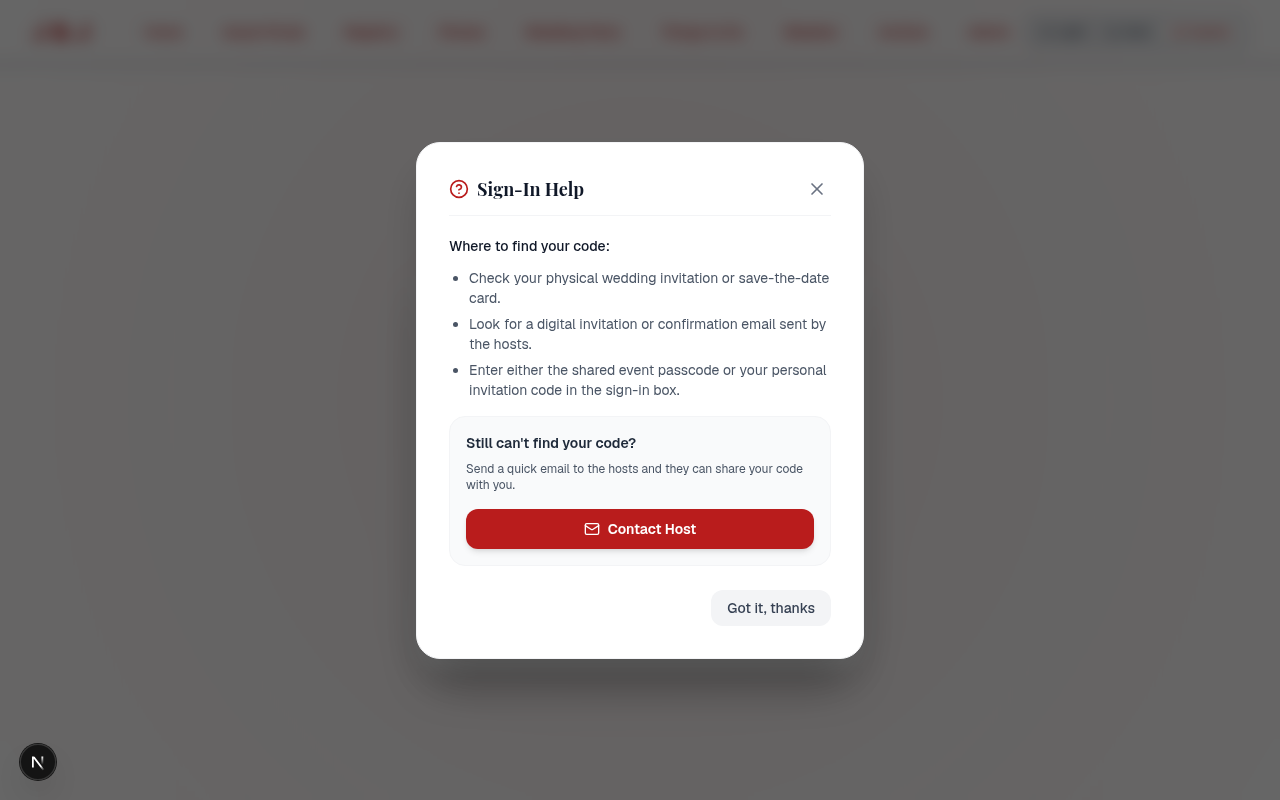 Sign-In Help
Where to find your code:
Check your physical wedding invitation or save-the-date
card.
Look for a digital invitation or confirmation email sent by
the hosts.
Enter either the shared event passcode or your personal
invitation code in the sign-in box.
Still can't find your code?
Send a quick email to the hosts and they can share your code
with you.
Contact Host
Got it, thanks
N